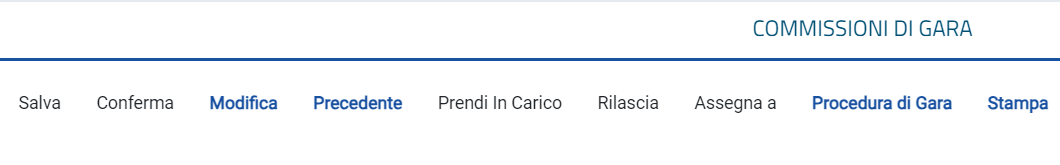 COMMISSIONI DI GARA
Salva Conferma Modifica Precedente Prendi In Carico Rilascia Assegna a Procedura di Gara Stampa